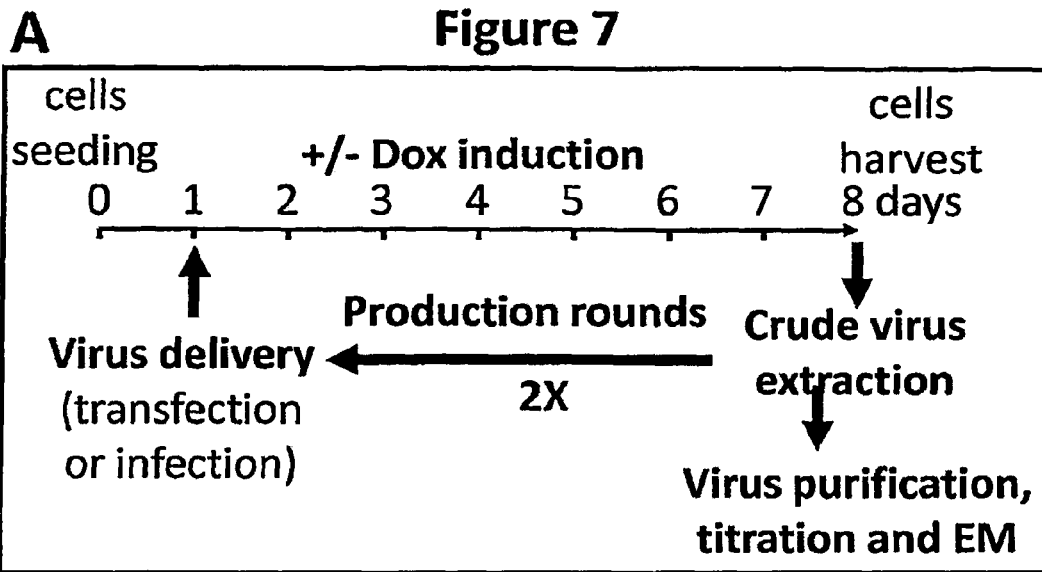 A
Figure 7
cells
seeding
+/- Dox induction
cells
harvest
0 1 2 3 4 5 6 7 8 days
Virus delivery
(transfection
or infection)
Production rounds
2X
Crude virus
extraction
Virus purification,
titration and EM